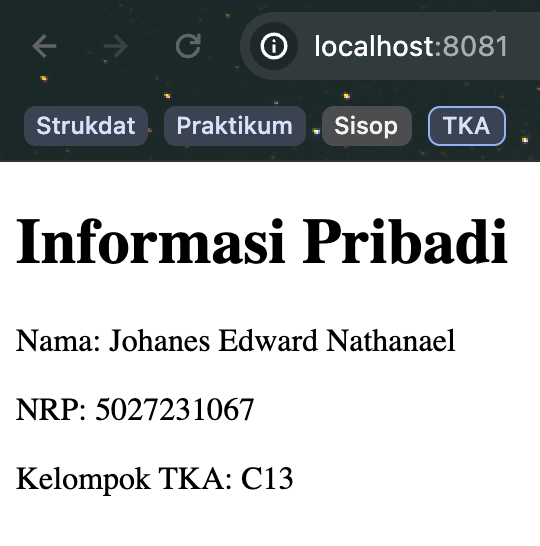 localhost:8081
Strukdat Praktikum Sisop TKA
Informasi Pribadi
Nama: Johanes Edward Nathanael
NRP: 5027231067
Kelompok TKA: C13